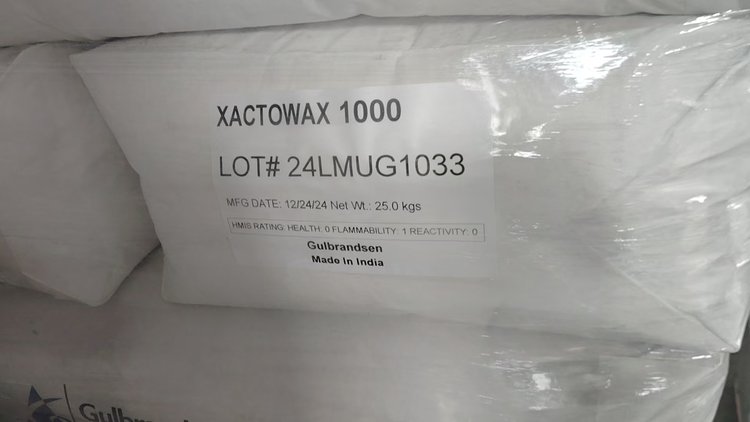 XACTOWAX 1000
LOT# 24LMUG1033
MFG DATE: 12/24/24 Net Wt.: 25.0 kgs
HMIS RATING: HEALTH: 0 FLAMMABILITY: 1 REACTIVITY: 0
Gulbrandsen
Made In India